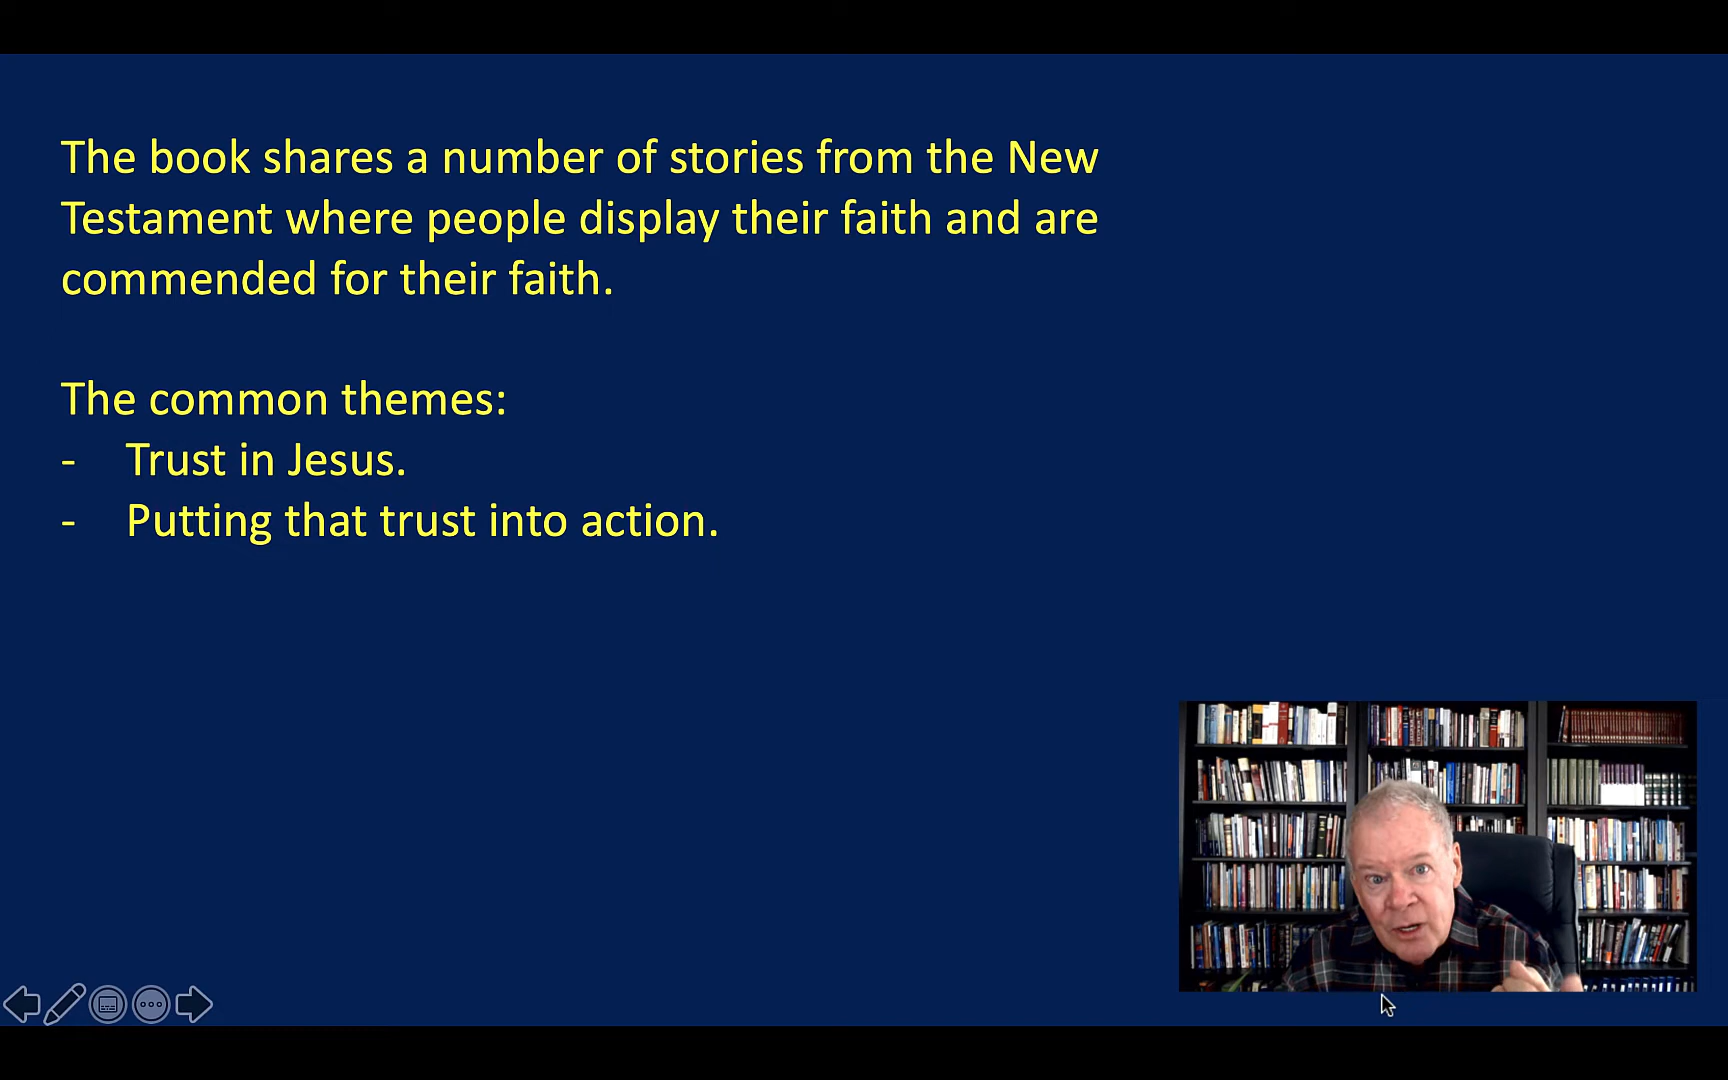 The book shares a number of stories from the New
Testament where people display their faith and are
commended for their faith.
The common themes:
- Trust in Jesus.
- Putting that trust into action.